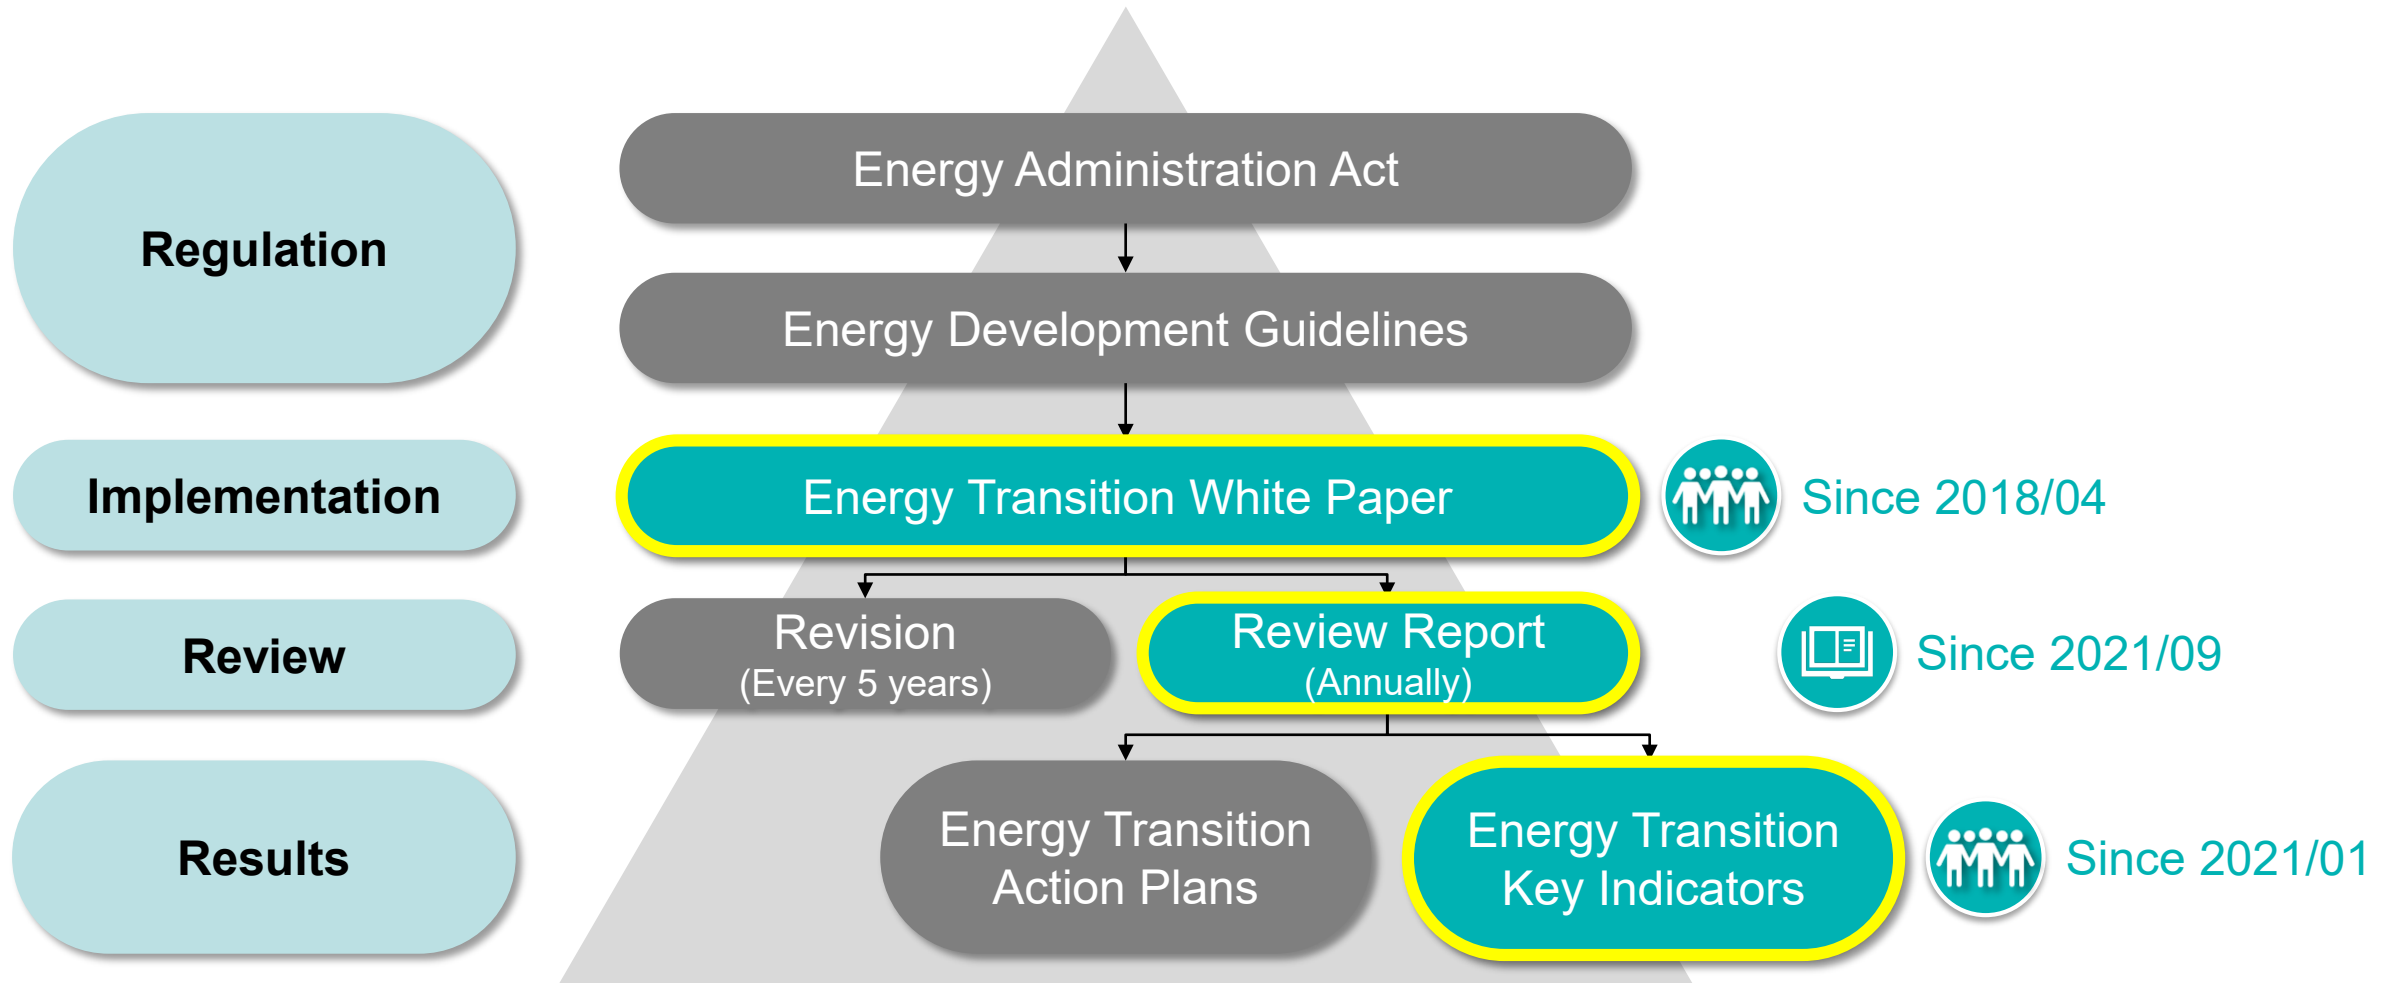 Regulation
Energy Administration Act
Energy Development Guidelines
Implementation
Energy Transition White Paper
Since 2018/04
Review
Revision
(Every 5 years)
Review Report
(Annually)
Since 2021/09
Results
Energy Transition
Action Plans
Energy Transition
Key Indicators
Since 2021/01